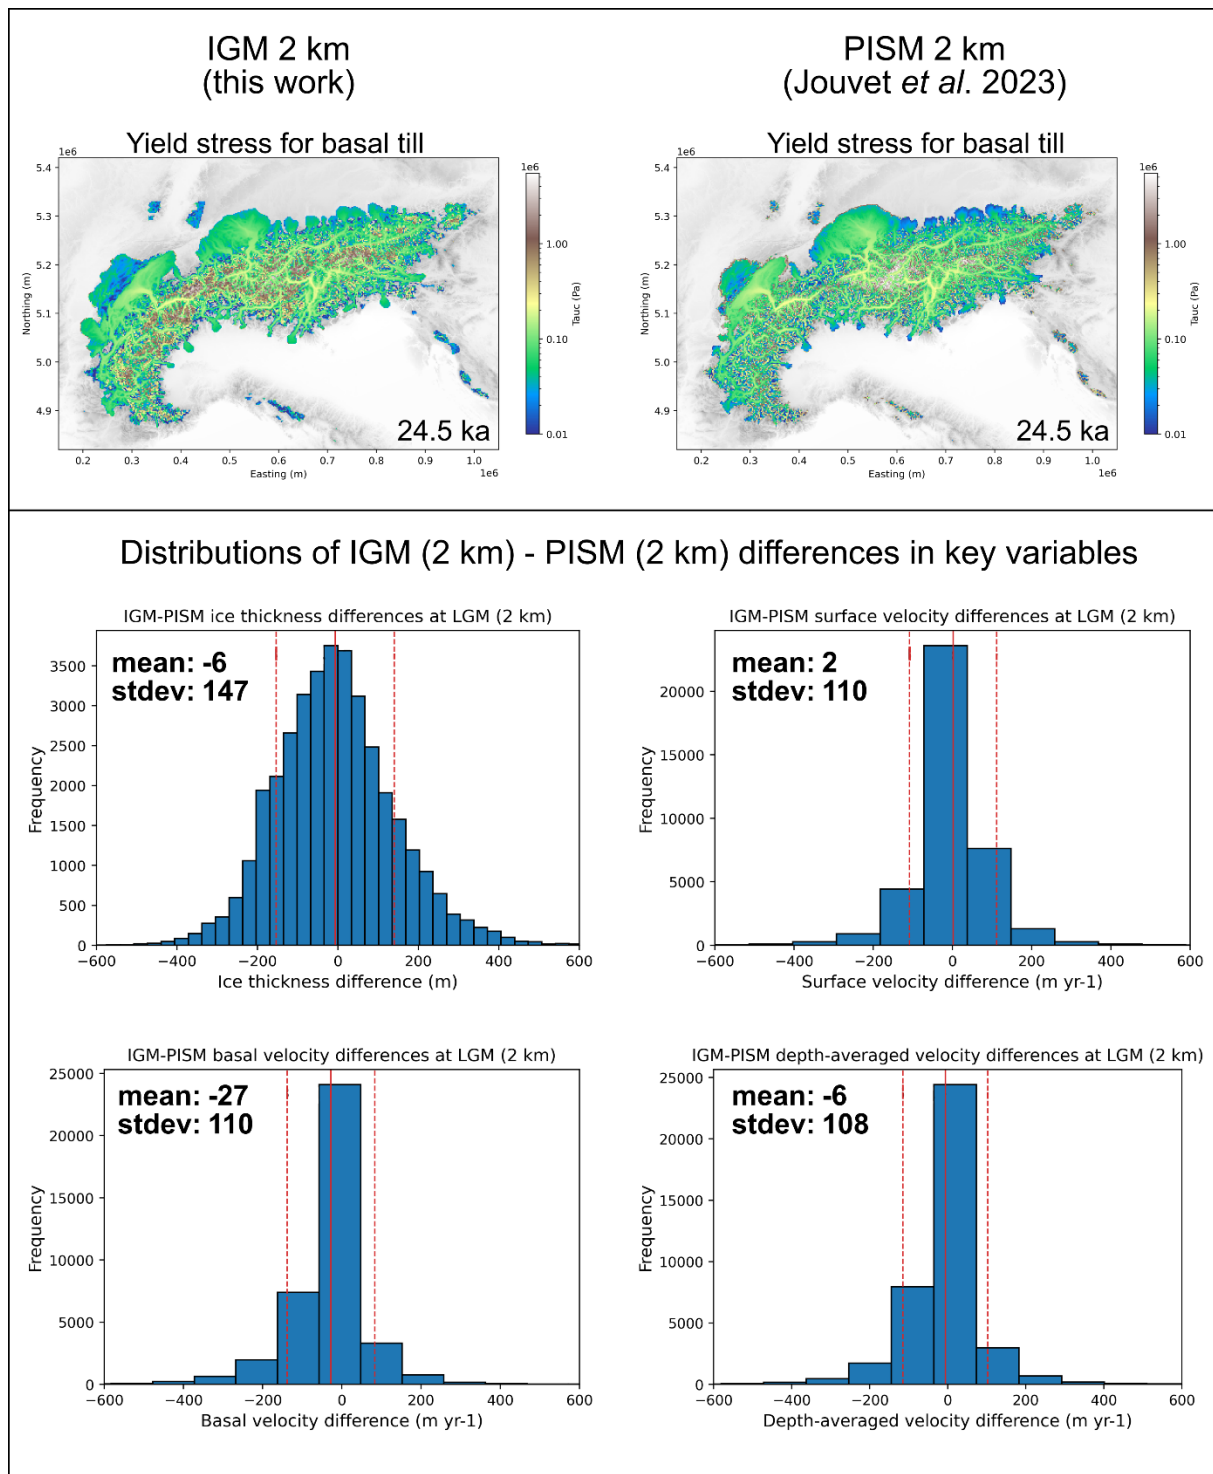 IGM 2 km
(this work)
PISM 2 km
(Jouvet et al. 2023)
Yield stress for basal till
1e6
5.4
5.3
5.2
5.1
5.0
4.9
Northing (m)
0.2
0.3
0.4
0.5
0.6
0.7
0.8
0.9
1.0
1e6
Easting (m)
24.5 ka
1e6
1.00
0.10
0.01
Tauc (Pa)
Yield stress for basal till
1e6
5.4
5.3
5.2
5.1
5.0
4.9
Northing (m)
0.2
0.3
0.4
0.5
0.6
0.7
0.8
0.9
1.0
1e6
Easting (m)
24.5 ka
1e6
1.00
0.10
0.01
Tauc (Pa)
Distributions of IGM (2 km) - PISM (2 km) differences in key variables
IGM-PISM ice thickness differences at LGM (2 km)
mean: -6
stdev: 147
3500
3000
2500
2000
1500
1000
500
0
Frequency
−600
−400
−200
0
200
400
600
Ice thickness difference (m)
IGM-PISM surface velocity differences at LGM (2 km)
mean: 2
stdev: 110
20000
15000
10000
5000
0
Frequency
−600
−400
−200
0
200
400
600
Surface velocity difference (m yr-1)
IGM-PISM basal velocity differences at LGM (2 km)
mean: -27
stdev: 110
25000
20000
15000
10000
5000
0
Frequency
−600
−400
−200
0
200
400
600
Basal velocity difference (m yr-1)
IGM-PISM depth-averaged velocity differences at LGM (2 km)
mean: -6
stdev: 108
25000
20000
15000
10000
5000
0
Frequency
−600
−400
−200
0
200
400
600
Depth-averaged velocity difference (m yr-1)